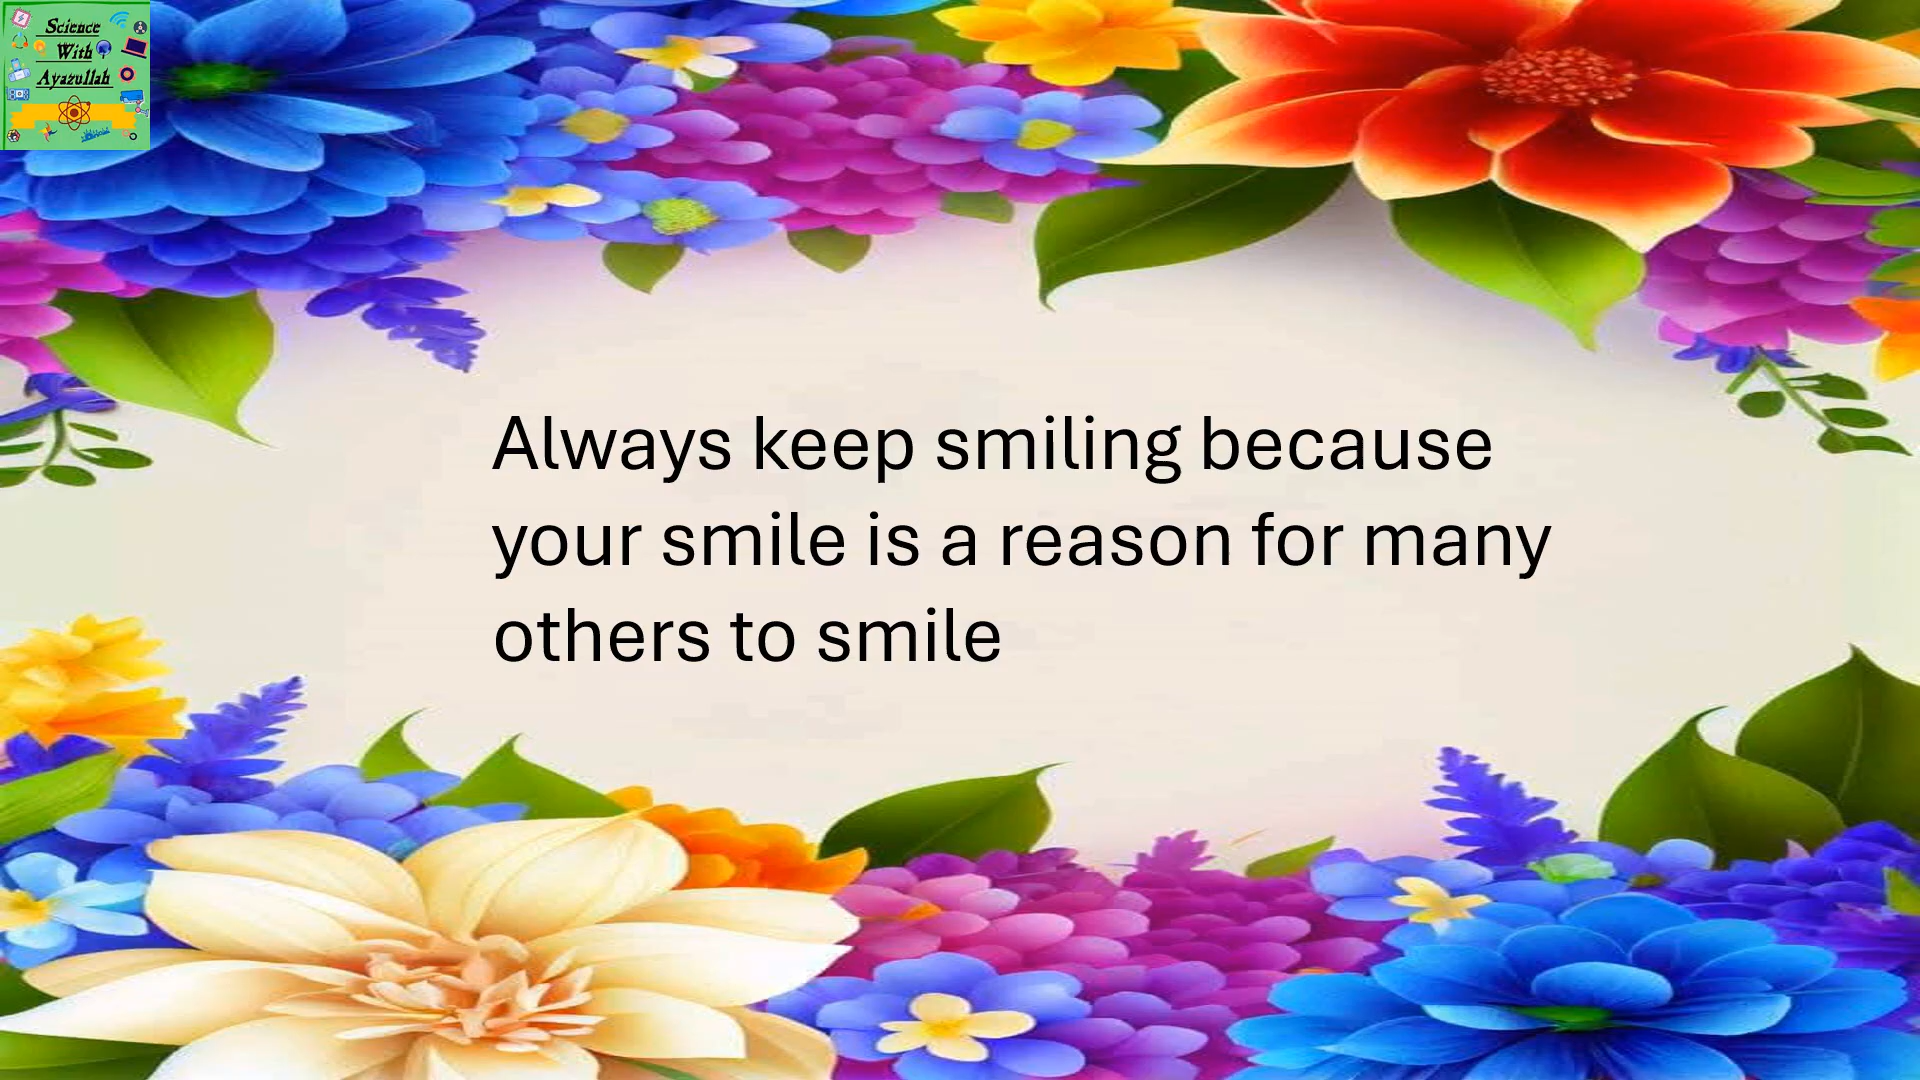 Science
With
Ayazullah
Always keep smiling because
your smile is a reason for many
others to smile